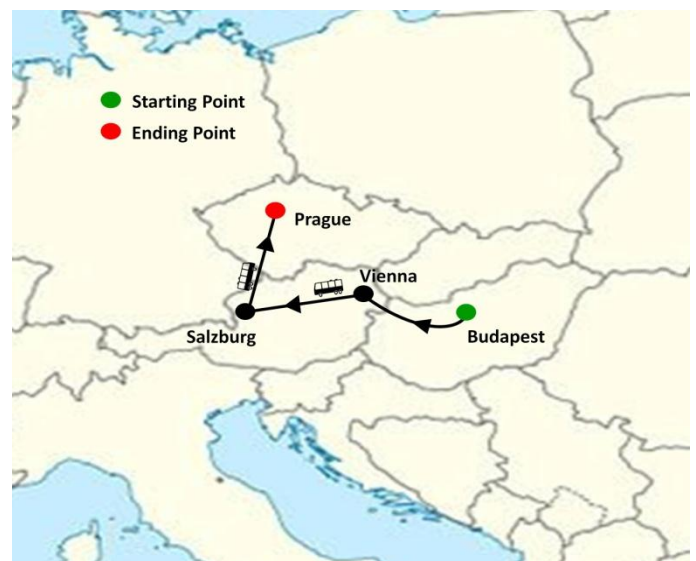 Starting Point
Ending Point
Prague
Vienna
Salzburg
Budapest